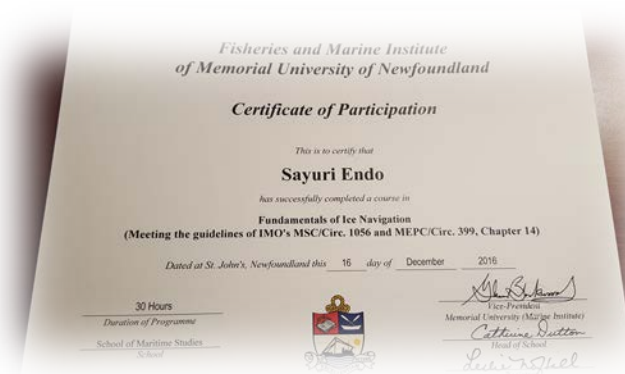 Fisheries and Marine Institute
of Memorial University of Newfoundland
Certificate of Participation
This is to certify that
Sayuri Endo
has successfully completed a course in
Fundamentals of Ice Navigation
(Meeting the guidelines of IMO's MSC/Circ. 1056 and MEPC/Circ. 399, Chapter 14)
Dated at St. John's, Newfoundland this 16 day of December 2016
30 Hours
Duration of Programme
School of Maritime Studies
School
Vice-President
Memorial University (Marine Institute)
Catherine Dutton
Head of School